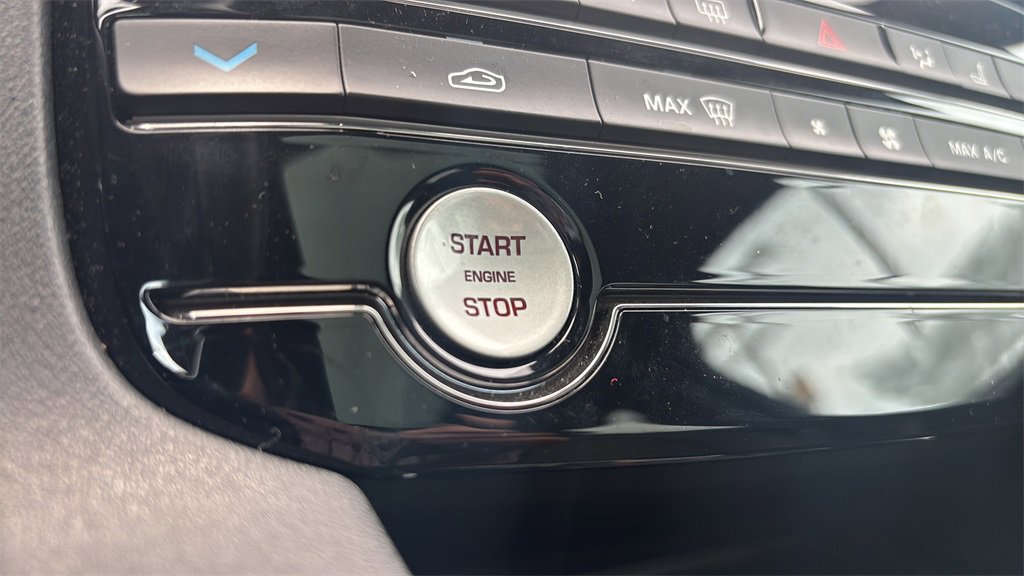 MAX
MAX A/C
START
ENGINE
STOP